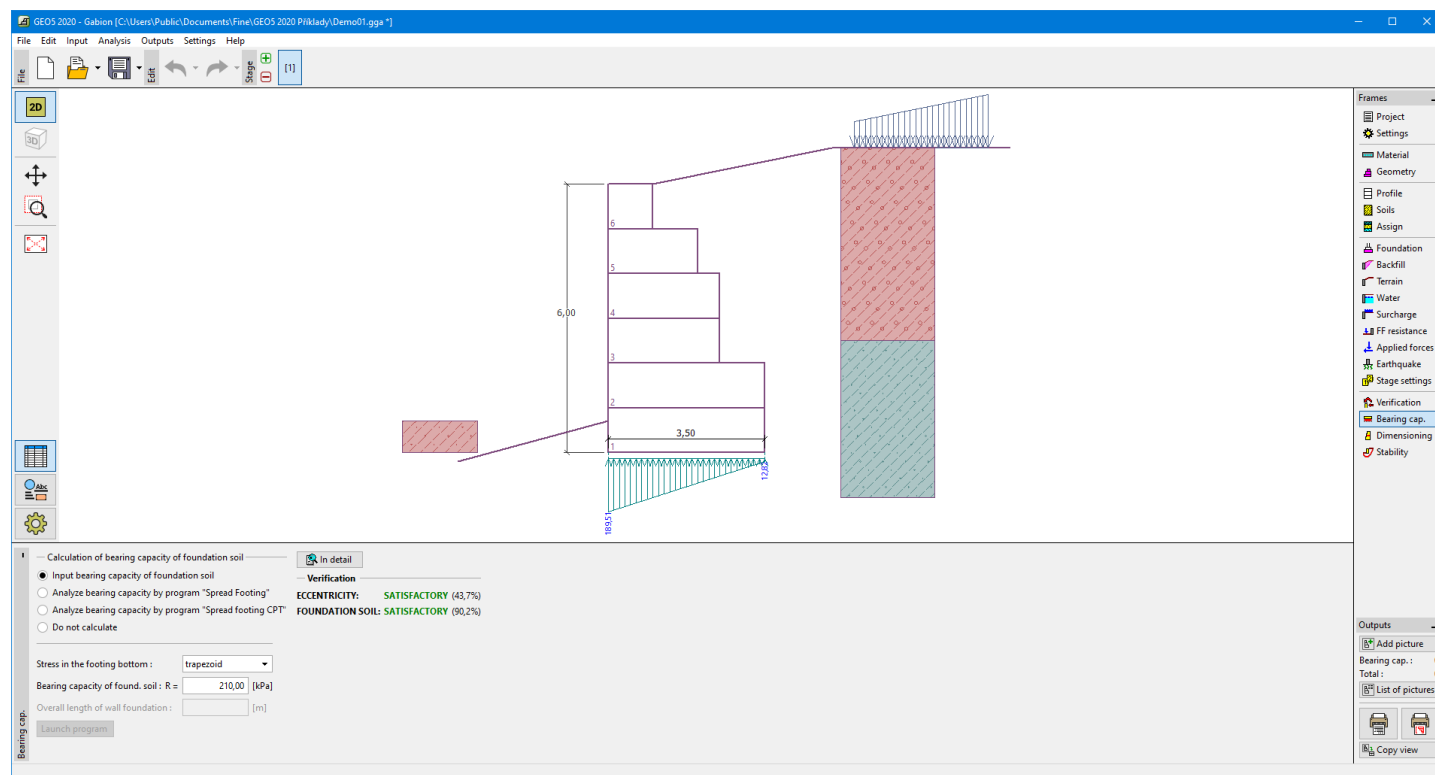 GEO5 2020 - Gabion [C:\Users\Public\Documents\Fine\GEO5 2020 Příklady\Demo01.gga *]
File Edit Input Analysis Outputs Settings Help
File
Edit
Stage
[1]
2D
3D
6,00
6
5
4
3
2
1
3,50
189,51
12,82
Frames
Project
Settings
Material
Geometry
Profile
Soils
Assign
Foundation
Backfill
Terrain
Water
Surcharge
FF resistance
Applied forces
Earthquake
Stage settings
Verification
Bearing cap.
Dimensioning
Stability
Abc
Bearing cap.
Calculation of bearing capacity of foundation soil
Input bearing capacity of foundation soil
Analyze bearing capacity by program "Spread Footing"
Analyze bearing capacity by program "Spread footing CPT"
Do not calculate
Stress in the footing bottom : trapezoid
Bearing capacity of found. soil : R = 210,00 [kPa]
Overall length of wall foundation : [m]
Launch program
In detail
Verification
ECCENTRICITY: SATISFACTORY (43,7%)
FOUNDATION SOIL: SATISFACTORY (90,2%)
Outputs
Add picture
Bearing cap. :
Total :
List of pictures
Copy view